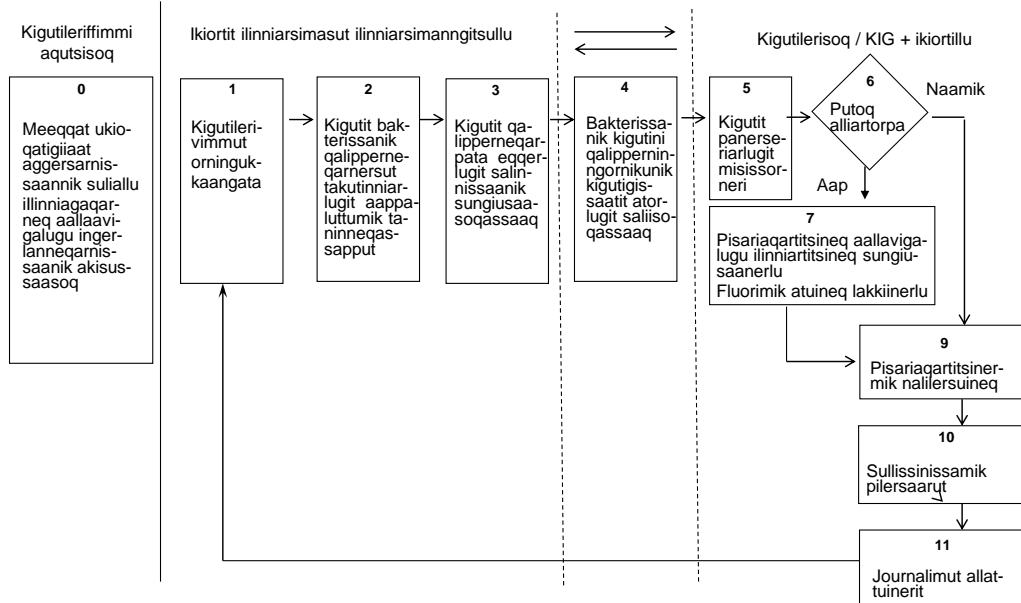 Kigutileriffimmi
aqutsisoq
Ikiortit ilinniarsimasut ilinniarsimanngitsullu
Kigutilerisoq / KIG + ikiortillu
0
Meeqqat ukio-
qatigiiaat
aggersarnis-
saannik suliallu
illinniagaqar-
neq aallaavi-
galugu inger-
lanneqarnis-
saanik akisus-
saasoq
1
Kigutileri-
vimmut
orninguk-
kaangata
2
Kigutit bak-
terissanik
qalipperne-
qarnersut
takutinniar-
lugit aappa-
luttumik ta-
ninneqas-
sapput
3
Kigutit qa-
lipperneqar-
pata eqqer-
lugit salin-
nissaanik
sungiusaa-
soqassaaq
4
Bakterissa-
nik kigutini
qalippernin-
ngornikunik
kigutigis-
saatit ator-
lugit saliiso-
qassaaq
5
Kigutit
panerse-
riarlugit
misissor-
neri
6
Putoq
alliartorpa
Naamik
Aap
7
Pisariaqartitsineq aallaviga-
lugu ilinniartitsineq sungiu-
saanerlu
Fluorimik atuineq lakkiinerlu
9
Pisariaqartitsiner-
mik nalilersuineq
10
Sullissinissamik
pilersaarut
11
Journalimut allat-
tuinerit